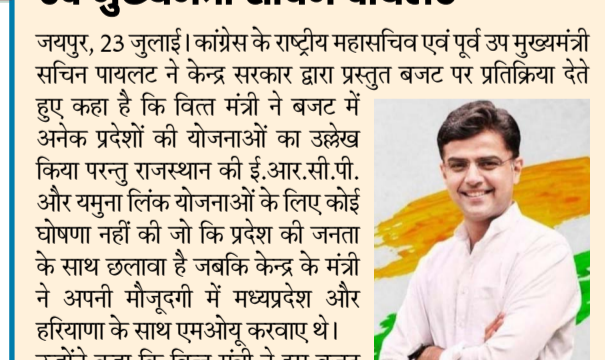 जयपुर, 23 जुलाई। कांग्रेस के राष्ट्रीय महासचिव एवं पूर्व उप मुख्यमंत्री
सचिन पायलट ने केन्द्र सरकार द्वारा प्रस्तुत बजट पर प्रतिक्रिया देते
हुए कहा है कि वित्त मंत्री ने बजट में
अनेक प्रदेशों की योजनाओं का उल्लेख
किया परन्तु राजस्थान की ई.आर.सी.पी.
और यमुना लिंक योजनाओं के लिए कोई
घोषणा नहीं की जो कि प्रदेश की जनता
के साथ छलावा है जबकि केन्द्र के मंत्री
ने अपनी मौजूदगी में मध्यप्रदेश और
हरियाणा के साथ एमओयू करवाए थे।